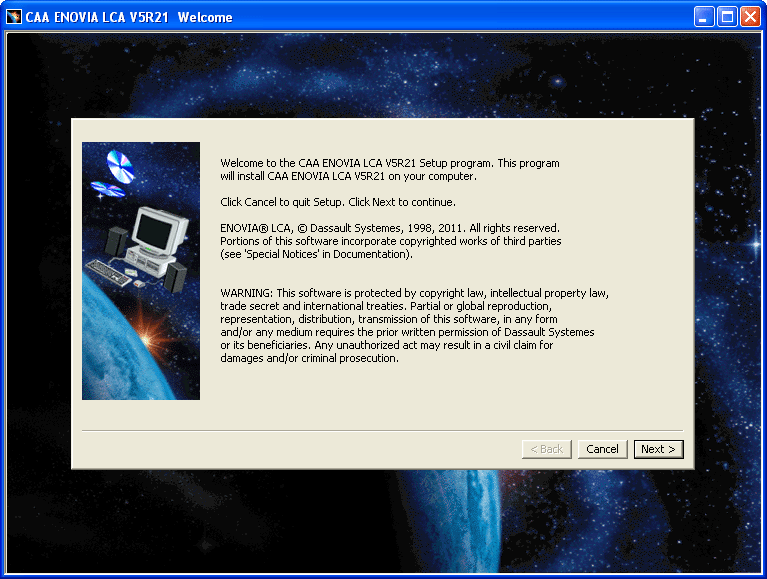 CAA ENOVIA LCA V5R21  Welcome
Welcome to the CAA ENOVIA LCA V5R21 Setup program. This program
will install CAA ENOVIA LCA V5R21 on your computer.
Click Cancel to quit Setup. Click Next to continue.
ENOVIA® LCA, © Dassault Systemes, 1998, 2011. All rights reserved.
Portions of this software incorporate copyrighted works of third parties
(see 'Special Notices' in Documentation).
WARNING: This software is protected by copyright law, intellectual property law,
trade secret and international treaties. Partial or global reproduction,
representation, distribution, transmission of this software, in any form
and/or any medium requires the prior written permission of Dassault Systemes
or its beneficiaries. Any unauthorized act may result in a civil claim for
damages and/or criminal prosecution.
< Back Cancel Next >